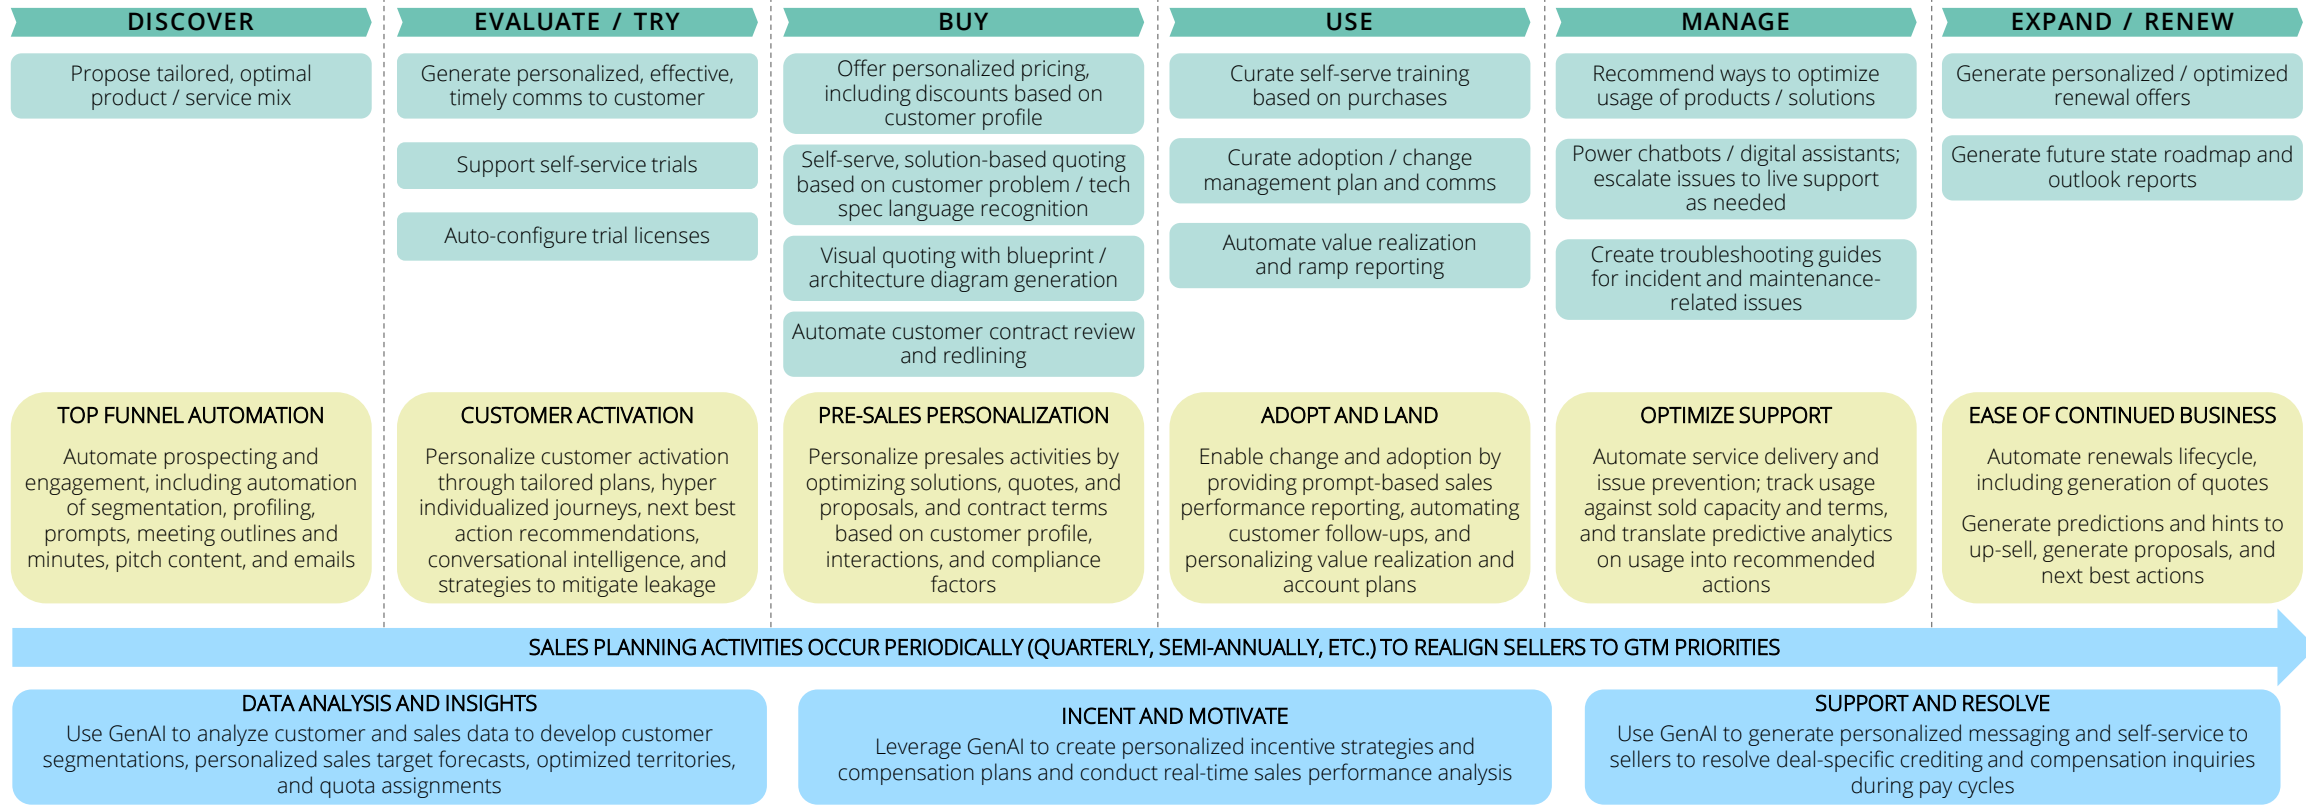 DISCOVER
EVALUATE / TRY
BUY
USE
MANAGE
EXPAND / RENEW
Propose tailored, optimal
product / service mix
Generate personalized, effective,
timely comms to customer
Support self-service trials
Auto-configure trial licenses
Offer personalized pricing,
including discounts based on
customer profile
Self-serve, solution-based quoting
based on customer problem / tech
spec language recognition
Visual quoting with blueprint /
architecture diagram generation
Automate customer contract review
and redlining
Curate self-serve training
based on purchases
Curate adoption / change
management plan and comms
Automate value realization
and ramp reporting
Recommend ways to optimize
usage of products / solutions
Power chatbots / digital assistants;
escalate issues to live support
as needed
Create troubleshooting guides
for incident and maintenance-
related issues
Generate personalized / optimized
renewal offers
Generate future state roadmap and
outlook reports
TOP FUNNEL AUTOMATION
Automate prospecting and
engagement, including automation
of segmentation, profiling,
prompts, meeting outlines and
minutes, pitch content, and emails
CUSTOMER ACTIVATION
Personalize customer activation
through tailored plans, hyper
individualized journeys, next best
action recommendations,
conversational intelligence, and
strategies to mitigate leakage
PRE-SALES PERSONALIZATION
Personalize presales activities by
optimizing solutions, quotes, and
proposals, and contract terms
based on customer profile,
interactions, and compliance
factors
ADOPT AND LAND
Enable change and adoption by
providing prompt-based sales
performance reporting, automating
customer follow-ups, and
personalizing value realization and
account plans
OPTIMIZE SUPPORT
Automate service delivery and
issue prevention; track usage
against sold capacity and terms,
and translate predictive analytics
on usage into recommended
actions
EASE OF CONTINUED BUSINESS
Automate renewals lifecycle,
including generation of quotes
Generate predictions and hints to
up-sell, generate proposals, and
next best actions
SALES PLANNING ACTIVITIES OCCUR PERIODICALLY (QUARTERLY, SEMI-ANNUALLY, ETC.) TO REALIGN SELLERS TO GTM PRIORITIES
DATA ANALYSIS AND INSIGHTS
Use GenAI to analyze customer and sales data to develop customer
segmentations, personalized sales target forecasts, optimized territories,
and quota assignments
INCENT AND MOTIVATE
Leverage GenAI to create personalized incentive strategies and
compensation plans and conduct real-time sales performance analysis
SUPPORT AND RESOLVE
Use GenAI to generate personalized messaging and self-service to
sellers to resolve deal-specific crediting and compensation inquiries
during pay cycles